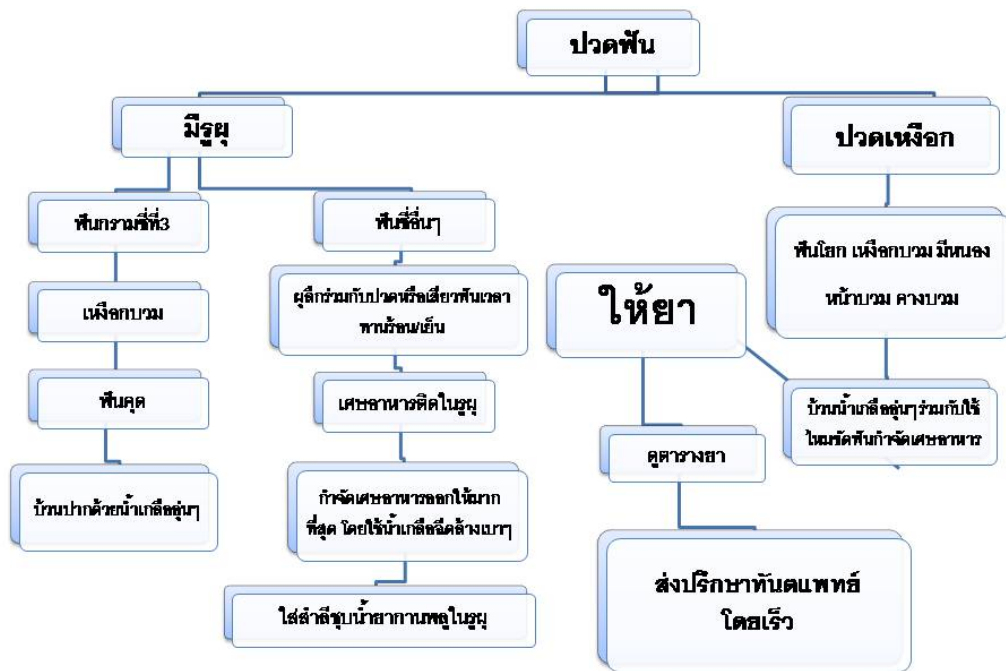 ปวดฟัน
มีรูผุ
ปวดเหงือก
ฟันกรามซี่ที่3
ฟันซี่อื่นๆ
ฟันโยก เหงือกบวม มีหนอง
หน้าบวม คางบวม
เหงือกบวม
ผุลึกร่วมกับปวดหรือเสียวฟันเวลา
ทานร้อน/เย็น
ให้ยา
ฟันคุด
เศษอาหารติดในรูผุ
บ้วนน้ำเกลืออุ่นๆร่วมกับใช้
ไหมขัดฟันกำจัดเศษอาหาร
ดูตารางยา
บ้วนปากด้วยน้ำเกลืออุ่นๆ
กำจัดเศษอาหารออกให้มาก
ที่สุด โดยใช้น้ำเกลือฉีดล้างเบาๆ
ส่งปรึกษาทันตแพทย์
โดยเร็ว
ใส่สำลีชุบน้ำยากานพลูในรูผุ